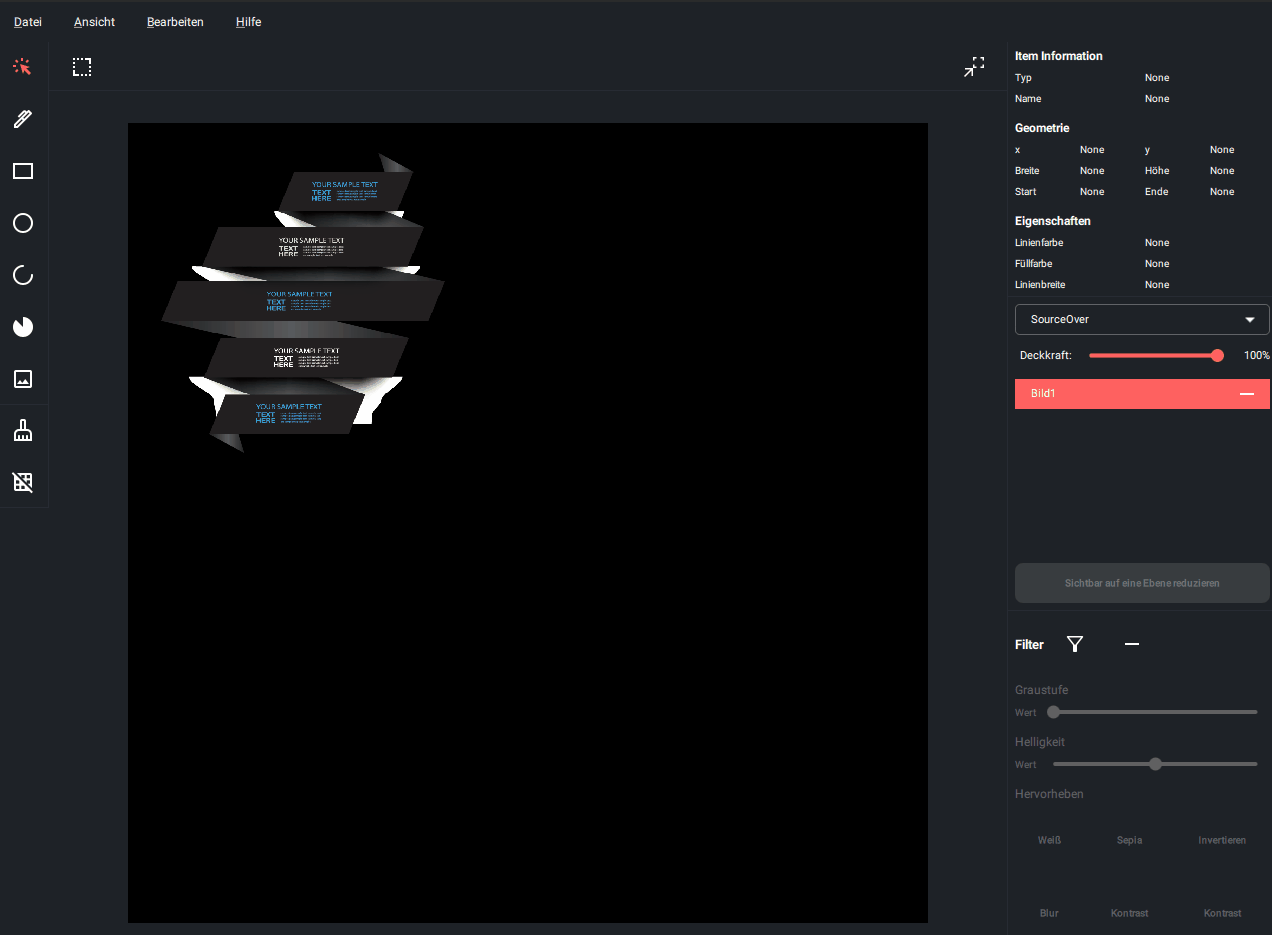 Datei Ansicht Bearbeiten Hilfe
Item Information
Typ None
Name None
Geometrie
x None y None
Breite None Höhe None
Start None Ende None
Eigenschaften
Linienfarbe None
Füllfarbe None
Linienbreite None
SourceOver
Deckkraft: 100%
Bild1
Sichtbar auf eine Ebene reduzieren
Filter
Graustufe
Wert
Helligkeit
Wert
Hervorheben
Weiß Sepia Invertieren
Blur Kontrast Kontrast
YOUR SAMPLE TEXT
TEXT
HERE
YOUR SAMPLE TEXT
TEXT
HERE
YOUR SAMPLE TEXT
TEXT
HERE
YOUR SAMPLE TEXT
TEXT
HERE
YOUR SAMPLE TEXT
TEXT
HERE